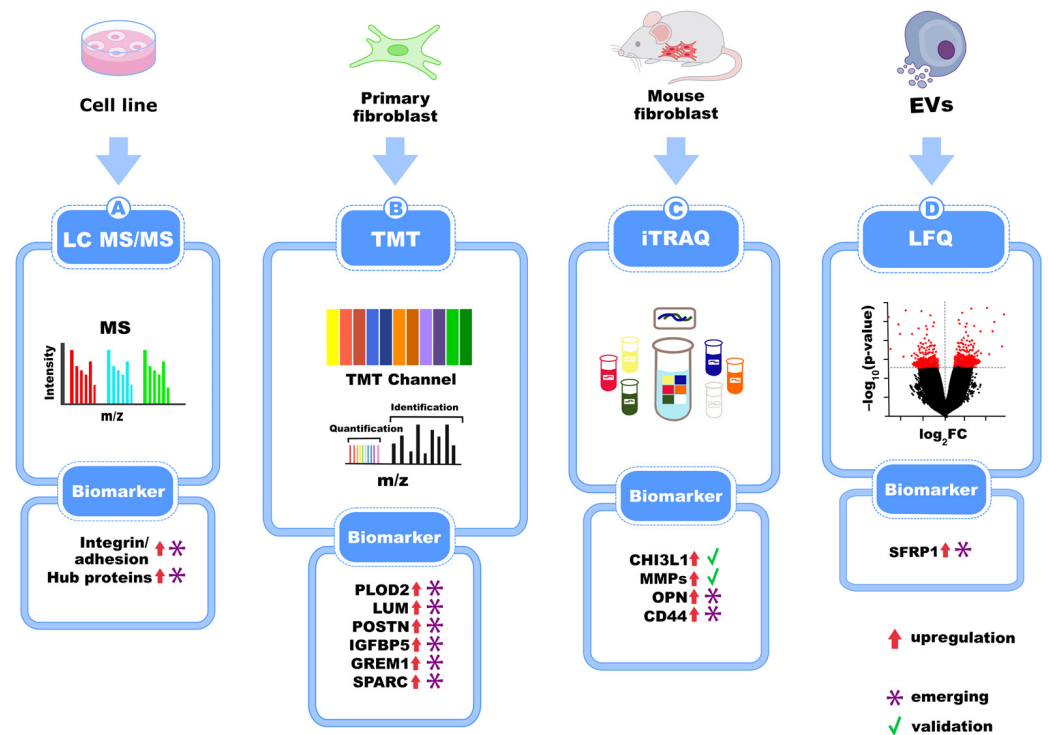 Cell line
Primary
fibroblast
Mouse
fibroblast
EVs
A
LC MS/MS
B
TMT
C
iTRAQ
D
LFQ
MS
Intensity
m/z
TMT Channel
Identification
Quantification
m/z
−log10(p-value)
log2FC
Biomarker
Integrin/
adhesion
Hub proteins
Biomarker
PLOD2
LUM
POSTN
IGFBP5
GREM1
SPARC
Biomarker
CHI3L1
MMPs
OPN
CD44
Biomarker
SFRP1
upregulation
emerging
validation